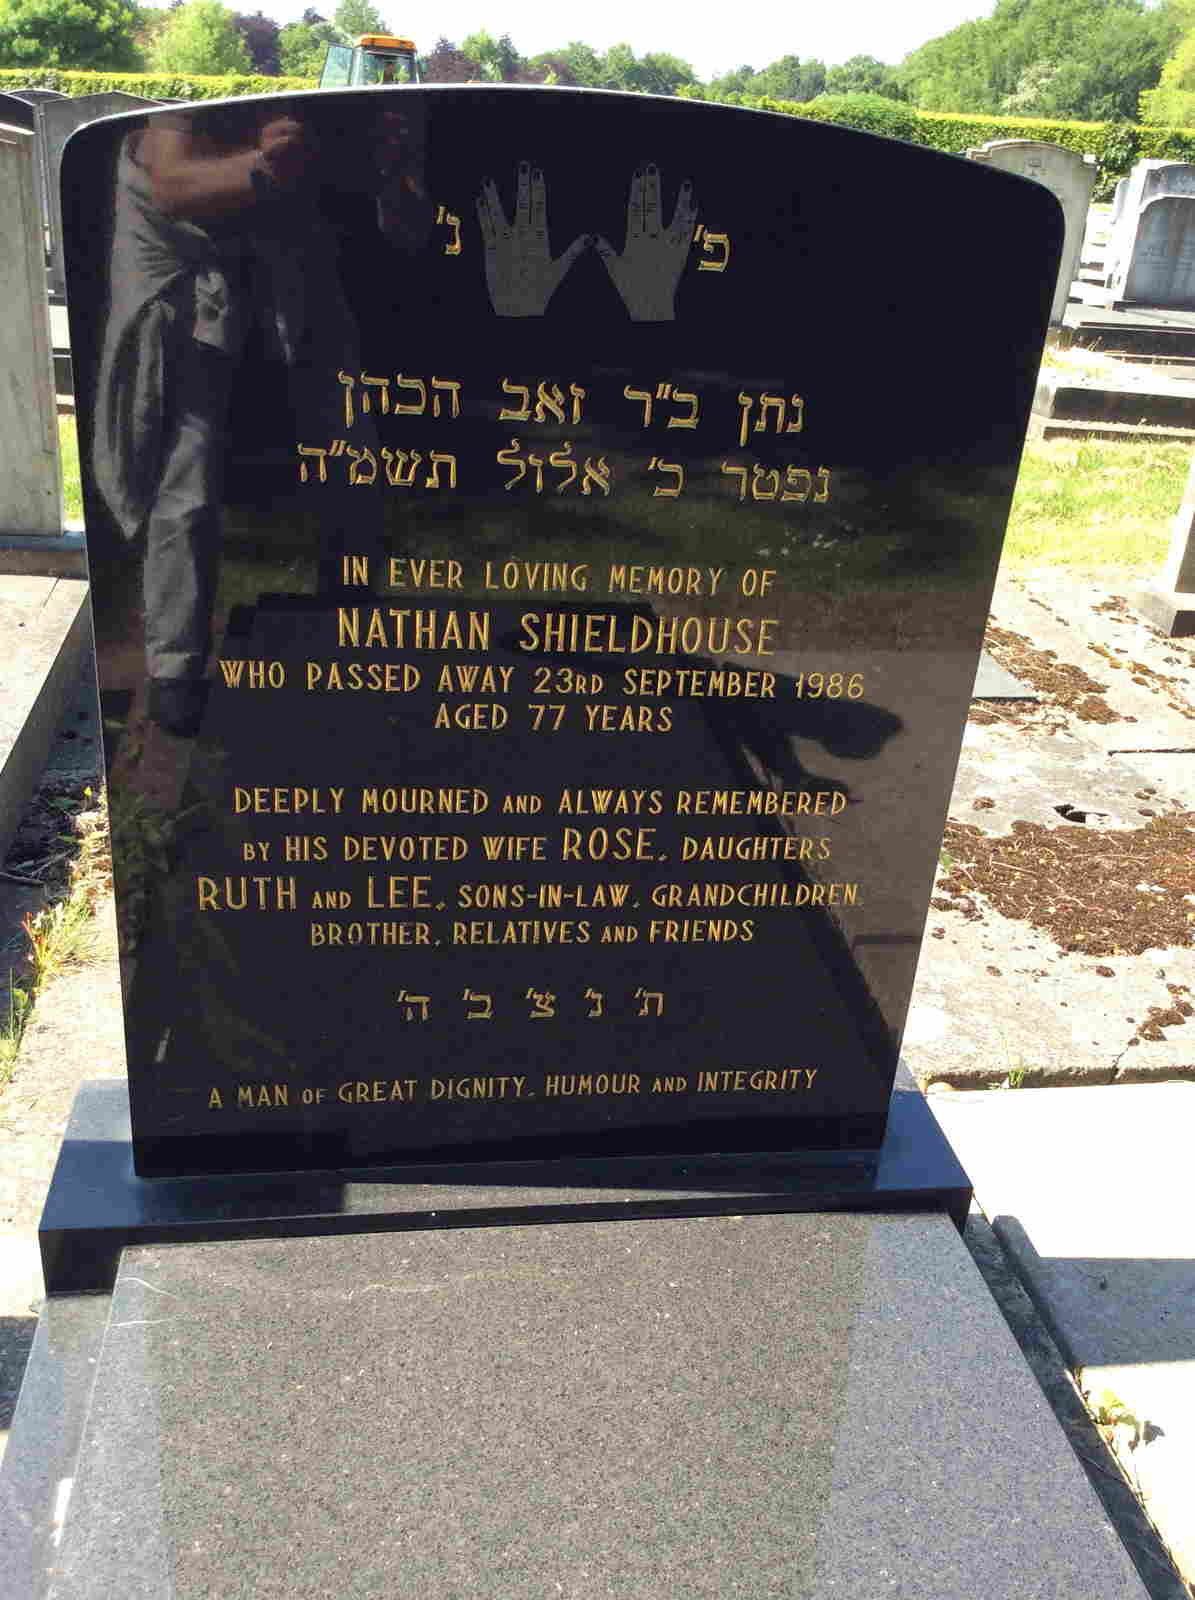 פ' נ'
נתן ב"ר זאב הכהן
נפטר כ' אלול תשמ"ה
IN EVER LOVING MEMORY OF
NATHAN SHIELDHOUSE
WHO PASSED AWAY 23RD SEPTEMBER 1986
AGED 77 YEARS
DEEPLY MOURNED AND ALWAYS REMEMBERED
BY HIS DEVOTED WIFE ROSE, DAUGHTERS
RUTH AND LEE, SONS-IN-LAW, GRANDCHILDREN,
BROTHER, RELATIVES AND FRIENDS
ת' נ' צ' ב' ה'
A MAN OF GREAT DIGNITY, HUMOUR AND INTEGRITY